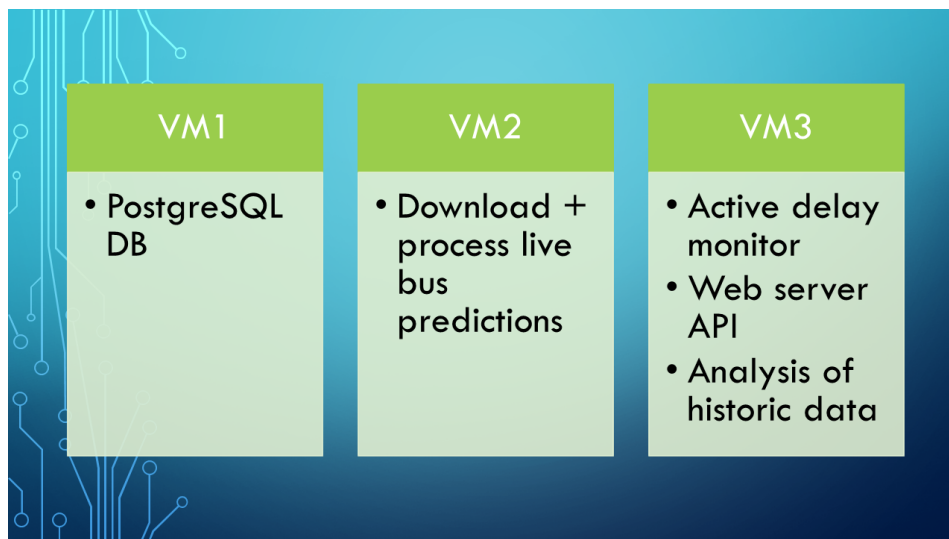 VM1
• PostgreSQL
DB
VM2
• Download +
process live
bus
predictions
VM3
• Active delay
monitor
• Web server
API
• Analysis of
historic data